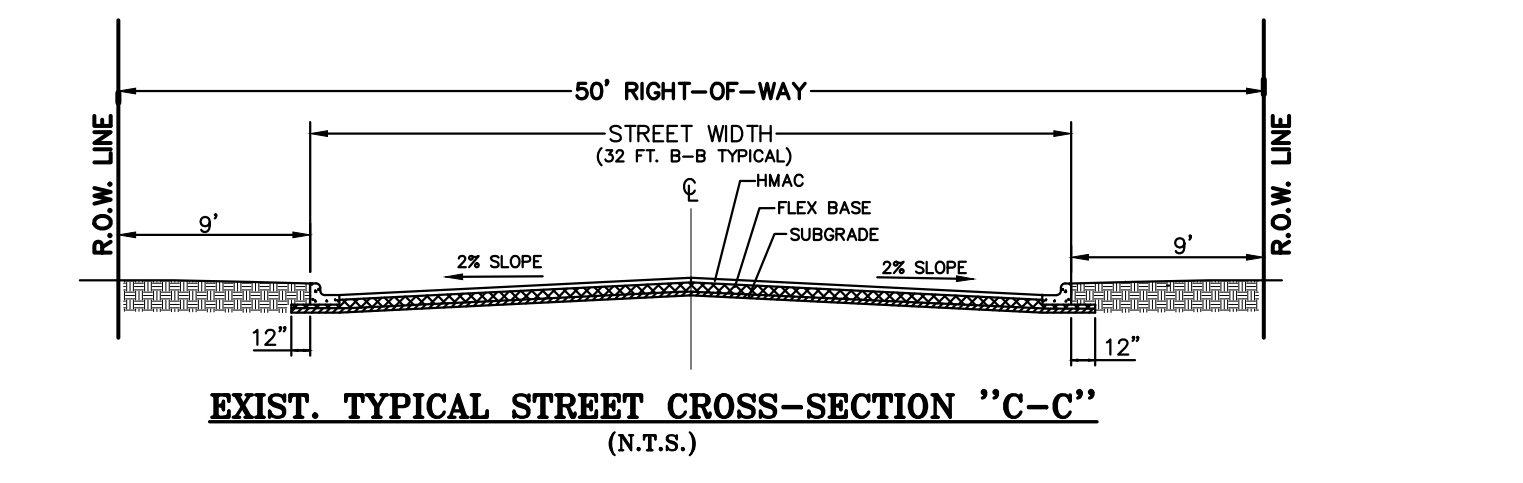 50' RIGHT-OF-WAY
STREET WIDTH
(32 FT. B-B TYPICAL)
R.O.W. LINE
R.O.W. LINE
℄
HMAC
FLEX BASE
SUBGRADE
9'
9'
2% SLOPE
2% SLOPE
12"
12"
EXIST. TYPICAL STREET CROSS-SECTION "C-C"
(N.T.S.)